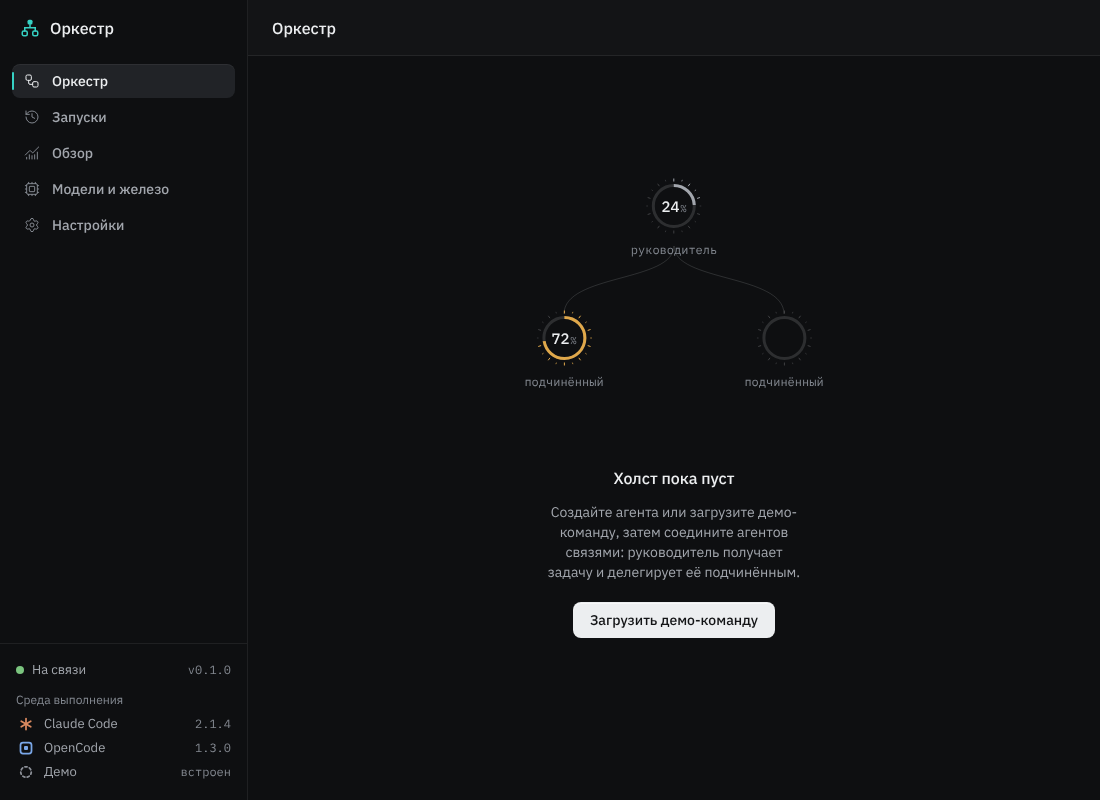 Оркестр
Оркестр
Оркестр
Запуски
Обзор
Модели и железо
Настройки
24%
руководитель
72%
подчинённый
подчинённый
Холст пока пуст
Создайте агента или загрузите демо-
команду, затем соедините агентов
связями: руководитель получает
задачу и делегирует её подчинённым.
Загрузить демо-команду
На связи v0.1.0
Среда выполнения
Claude Code 2.1.4
OpenCode 1.3.0
Демо встроен